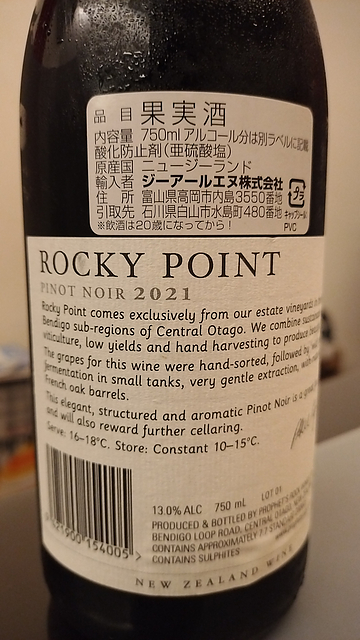 品 目 果実酒
内容量 750ml アルコール分は別ラベルに記載
酸化防止剤(亜硫酸塩)
原産国 ニュージーランド
輸入者 ジーアールエヌ株式会社
住 所 富山県高岡市内島3550番地
引取先 石川県白山市水島町480番地
※飲酒は20歳になってから!
プラ
キャップシール
PVC
ROCKY POINT
PINOT NOIR 2021
Rocky Point comes exclusively from our estate vineyards in
Bendigo sub-regions of Central Otago. We combine
viticulture, low yields and hand harvesting to produce
The grapes for this wine were hand-sorted, followed by
fermentation in small tanks, very gentle extraction,
French oak barrels.
This elegant, structured and aromatic Pinot Noir is a
and will also reward further cellaring.
Serve: 16–18°C. Store: Constant 10–15°C.
13.0% ALC 750 mL LOT 01
PRODUCED & BOTTLED BY PROPHET'S ROCK
BENDIGO LOOP ROAD, CENTRAL OTAGO,
CONTAINS APPROXIMATELY 7.7 STANDARD
CONTAINS SULPHITES
154005
NEW ZEALAND WINE